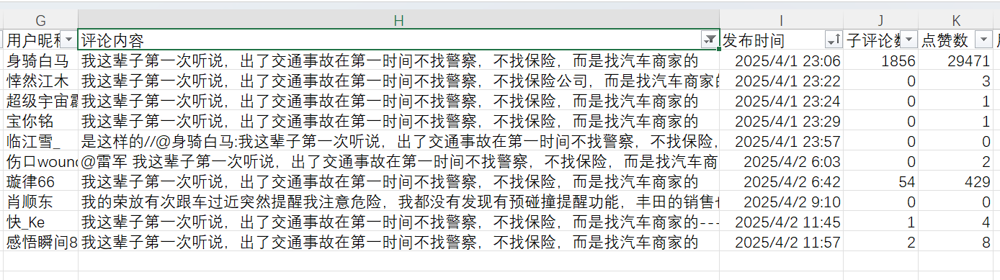 G H I J K
用户昵称 评论内容 发布时间 子评论数 点赞数
身骑白马 我这辈子第一次听说，出了交通事故在第一时间不找警察，不找保险，而是找汽车商家的 2025/4/1 23:06 1856 29471
悻然江木 我这辈子第一次听说，出了交通事故在第一时间不找警察，不找保险公司，而是找汽车商家的 2025/4/1 23:22 0 3
超级宇宙 我这辈子第一次听说，出了交通事故在第一时间不找警察，不找保险，而是找汽车商家的 2025/4/1 23:24 0 1
宝你铭 我这辈子第一次听说，出了交通事故在第一时间不找警察，不找保险，而是找汽车商家的 2025/4/1 23:29 0 1
临江雪_ 是这样的//@身骑白马:我这辈子第一次听说，出了交通事故在第一时间不找警察，不找保险， 2025/4/1 23:57 0 0
伤口wound @雷军 我这辈子第一次听说，出了交通事故在第一时间不找警察，不找保险，而是找汽车商 2025/4/2 6:03 0 2
璇律66 我这辈子第一次听说，出了交通事故在第一时间不找警察，不找保险，而是找汽车商家的 2025/4/2 6:42 54 429
肖顺东 我的荣放有次跟车过近突然提醒我注意危险，我都没有发现有预碰撞提醒功能，丰田的销售 2025/4/2 9:10 0 0
快_Ke 我这辈子第一次听说，出了交通事故在第一时间不找警察，不找保险，而是找汽车商家的--- 2025/4/2 11:45 1 4
感悟瞬间8 我这辈子第一次听说，出了交通事故在第一时间不找警察，不找保险，而是找汽车商家的 2025/4/2 11:57 2 8